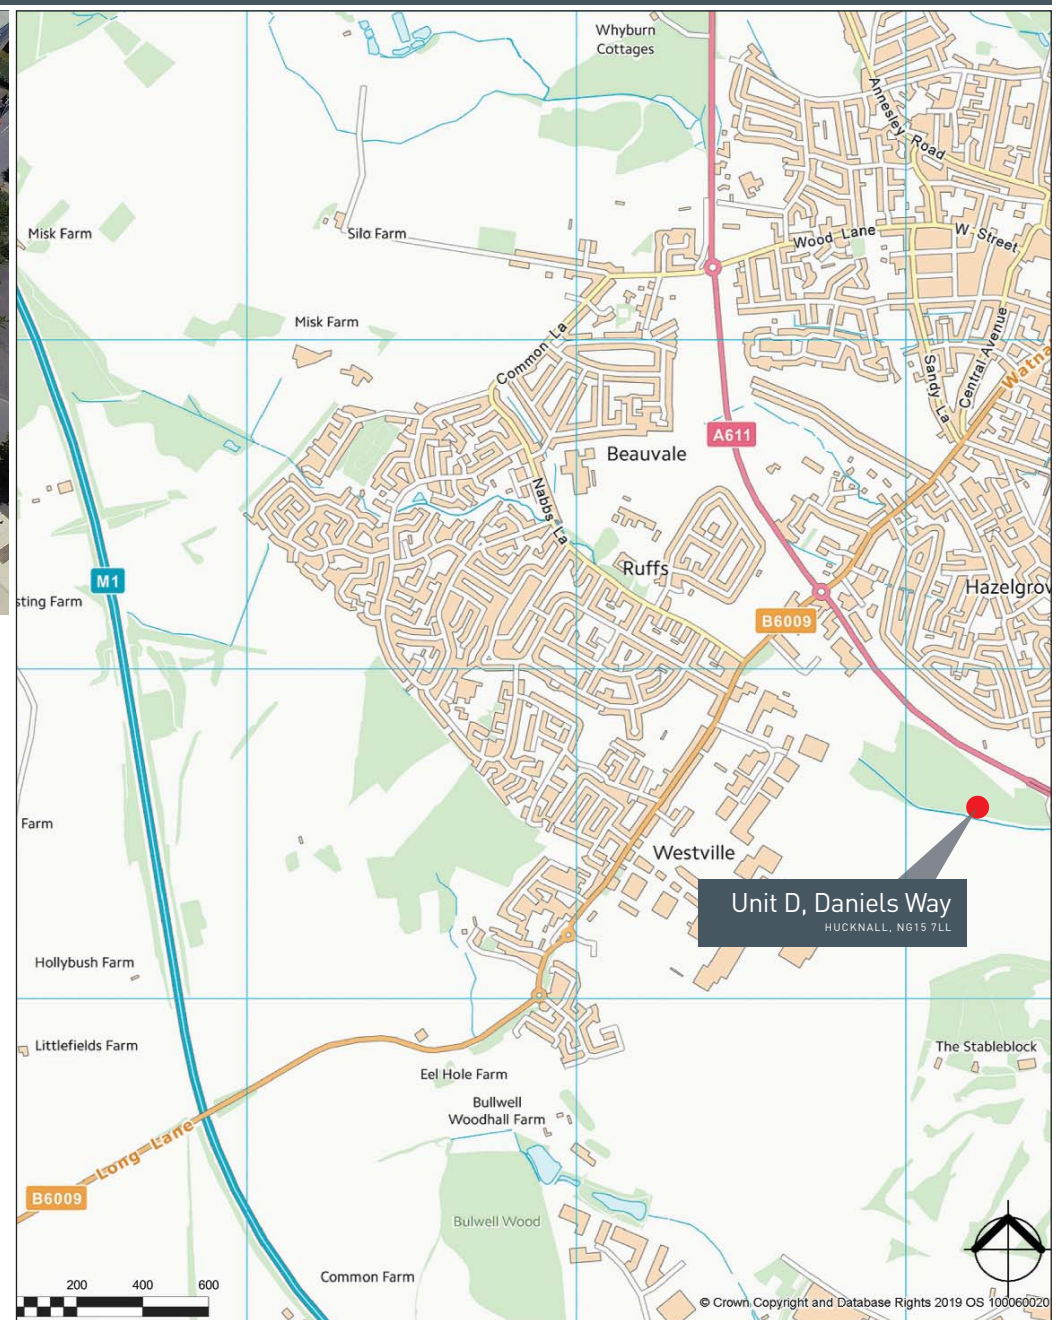 Whyburn
Cottages
Annesley Road
Misk Farm
Silo Farm
Wood Lane
W Street
Misk Farm
Common La
Central Avenue
Sandy La
A611
Beauvale
Nabbs La
Ruffs
M1
sting Farm
Hazelgrov
B6009
Farm
Westville
Unit D, Daniels Way
HUCKNALL, NG15 7LL
Hollybush Farm
Littlefields Farm
The Stableblock
Eel Hole Farm
Bullwell
Woodhall Farm
Long Lane
B6009
Bulwell Wood
Common Farm
200 400 600
© Crown Copyright and Database Rights 2019 OS 100060020